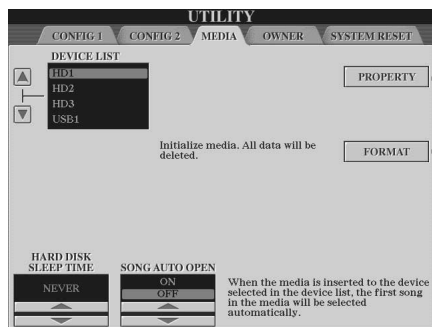 UTILITY
CONFIG 1 CONFIG 2 MEDIA OWNER SYSTEM RESET
DEVICE LIST
HD1
HD2
HD3
USB1
PROPERTY
Initialize media. All data will be
deleted.
FORMAT
HARD DISK
SLEEP TIME
NEVER
SONG AUTO OPEN
ON
OFF
When the media is inserted to the device
selected in the device list, the first song
in the media will be selected
automatically.